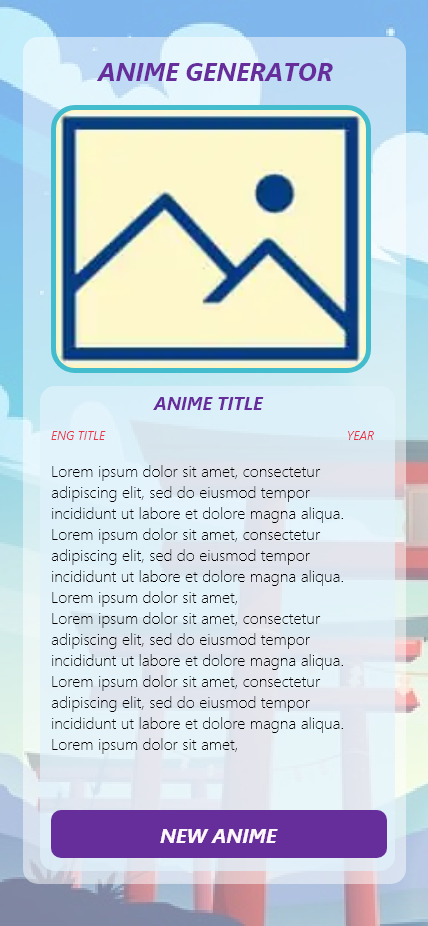 ANIME GENERATOR
ANIME TITLE
ENG TITLE YEAR
Lorem ipsum dolor sit amet, consectetur
adipiscing elit, sed do eiusmod tempor
incididunt ut labore et dolore magna aliqua.
Lorem ipsum dolor sit amet, consectetur
adipiscing elit, sed do eiusmod tempor
incididunt ut labore et dolore magna aliqua.
Lorem ipsum dolor sit amet,
Lorem ipsum dolor sit amet, consectetur
adipiscing elit, sed do eiusmod tempor
incididunt ut labore et dolore magna aliqua.
Lorem ipsum dolor sit amet, consectetur
adipiscing elit, sed do eiusmod tempor
incididunt ut labore et dolore magna aliqua.
Lorem ipsum dolor sit amet,
NEW ANIME